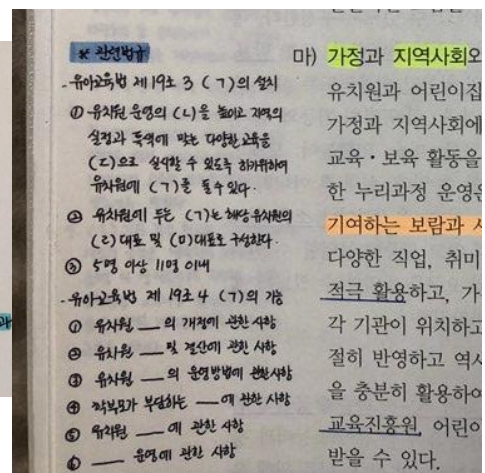 * 관련법규
- 유아교육법 제19조 3 (ㄱ)의 설치
① 유치원 운영의 (ㄴ)을 높이고 지역의
실정과 특색에 맞는 다양한 교육을
(ㄷ)으로 실시할 수 있도록 하기위하여
유치원에 (ㄱ)를 둘수있다.
② 유치원에 두는 (ㄱ)는 해당 유치원의
(ㄹ)대표 및 (ㅁ)대표로 구성한다.
③ 5명 이상 11명 이내
- 유아교육법 제 19조 4 (ㄱ)의 기능
① 유치원 __의 개정에 관한 사항
② 유치원 __및 결산에 관한 사항
③ 유치원 __의 운영방법에 관한사항
④ 학부모가 부담하는 __에 관한 사항
⑤ 유치원 __에 관한 사항
⑥ __ 운영에 관한 사항
마) 가정과 지역사회와
유치원과 어린이집
가정과 지역사회에
교육·보육 활동을
한 누리과정 운영은
기여하는 보람과
다양한 직업, 취미
적극 활용하고, 가
각 기관이 위치하고
절히 반영하고 역사
을 충분히 활용하여
교육진흥원, 어린이
받을 수 있다.
과